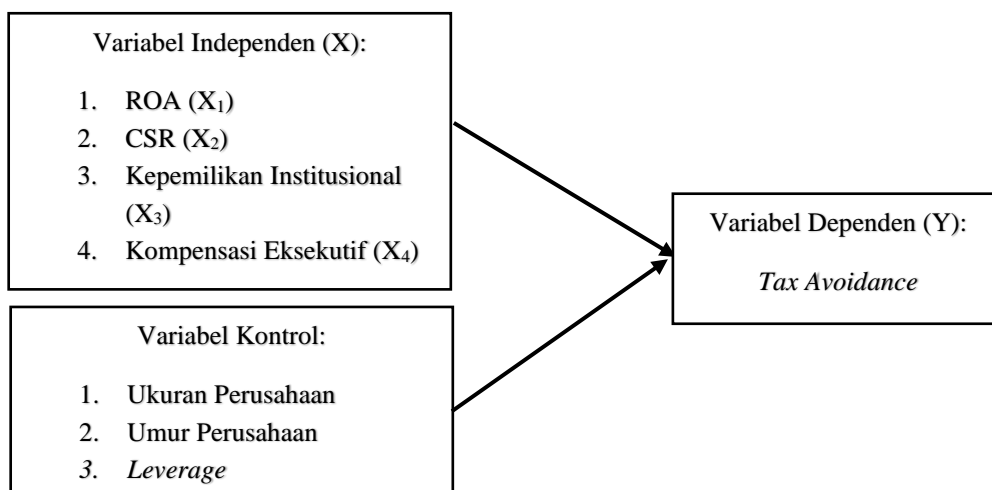 Variabel Independen (X):
1. ROA (X₁)
2. CSR (X₂)
3. Kepemilikan Institusional
(X₃)
4. Kompensasi Eksekutif (X₄)
Variabel Dependen (Y):
Tax Avoidance
Variabel Kontrol:
1. Ukuran Perusahaan
2. Umur Perusahaan
3. Leverage